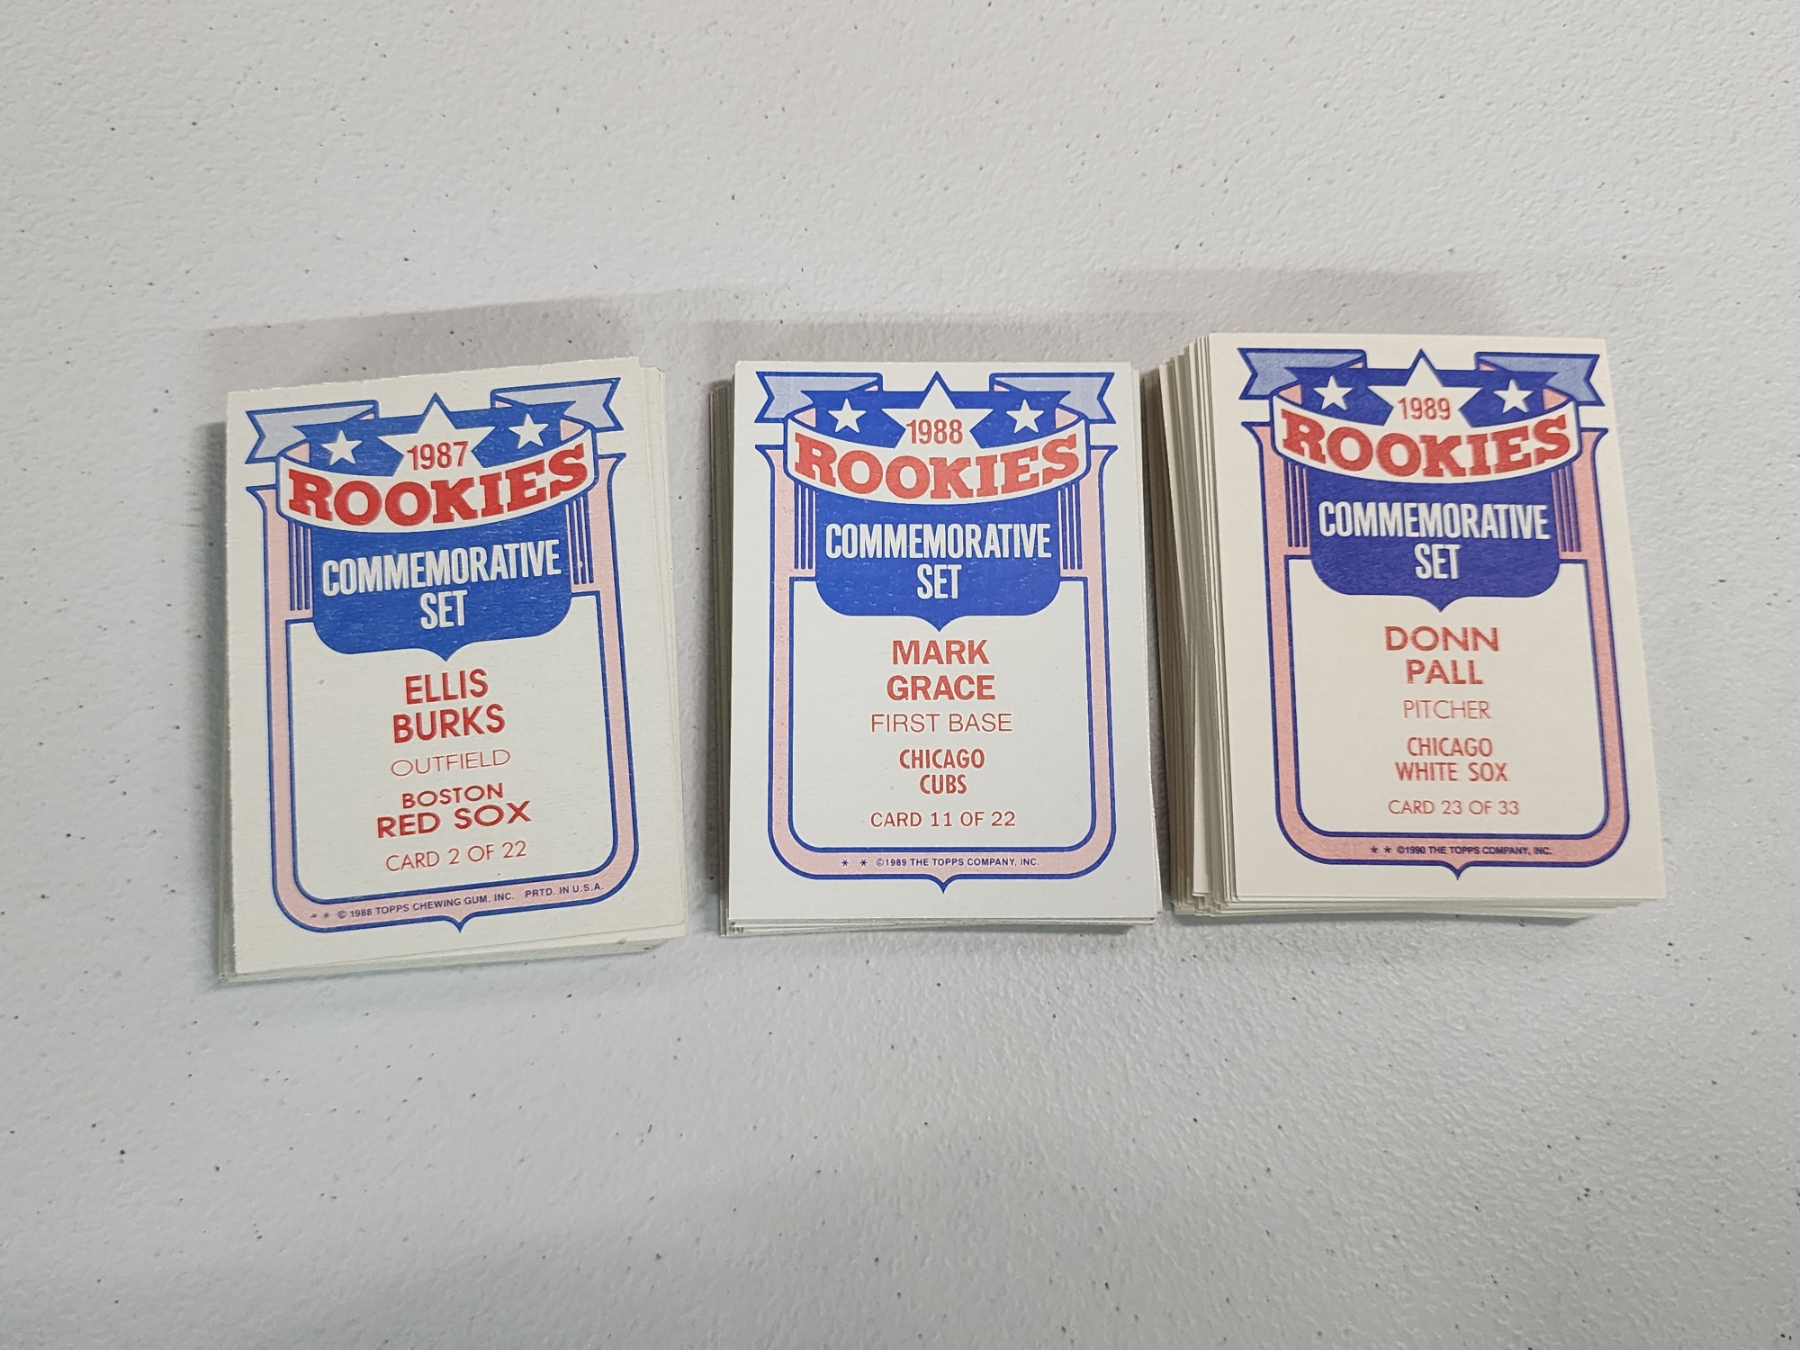 1987
ROOKIES
COMMEMORATIVE
SET
ELLIS
BURKS
OUTFIELD
BOSTON
RED SOX
CARD 2 OF 22
* * © 1988 TOPPS CHEWING GUM, INC. PRTD. IN U.S.A.
1988
ROOKIES
COMMEMORATIVE
SET
MARK
GRACE
FIRST BASE
CHICAGO
CUBS
CARD 11 OF 22
* * ©1989 THE TOPPS COMPANY, INC.
1989
ROOKIES
COMMEMORATIVE
SET
DONN
PALL
PITCHER
CHICAGO
WHITE SOX
CARD 23 OF 33
* * ©1990 THE TOPPS COMPANY, INC.